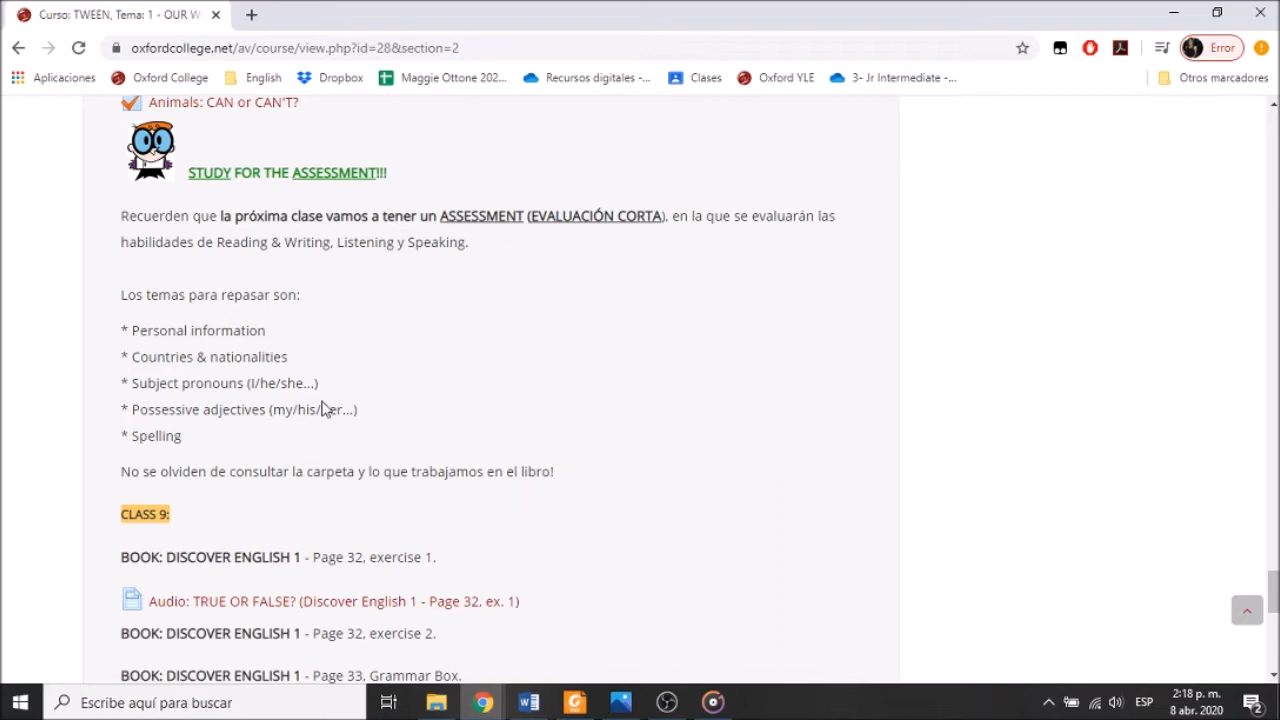 Curso: TWEEN, Tema: 1 - OUR W
oxfordcollege.net/av/course/view.php?id=28&section=2
Error
Aplicaciones Oxford College English Dropbox Maggie Ottone 202... Recursos digitales -... Clases Oxford YLE 3- Jr Intermediate -... Otros marcadores
Animals: CAN or CAN'T?
STUDY FOR THE ASSESSMENT!!!
Recuerden que la próxima clase vamos a tener un ASSESSMENT (EVALUACIÓN CORTA), en la que se evaluarán las
habilidades de Reading & Writing, Listening y Speaking.
Los temas para repasar son:
* Personal information
* Countries & nationalities
* Subject pronouns (I/he/she...)
* Possessive adjectives (my/his/her...)
* Spelling
No se olviden de consultar la carpeta y lo que trabajamos en el libro!
CLASS 9:
BOOK: DISCOVER ENGLISH 1 - Page 32, exercise 1.
Audio: TRUE OR FALSE? (Discover English 1 - Page 32, ex. 1)
BOOK: DISCOVER ENGLISH 1 - Page 32, exercise 2.
BOOK: DISCOVER ENGLISH 1 - Page 33, Grammar Box.
Escribe aquí para buscar
ESP
2:18 p. m.
8 abr. 2020
2